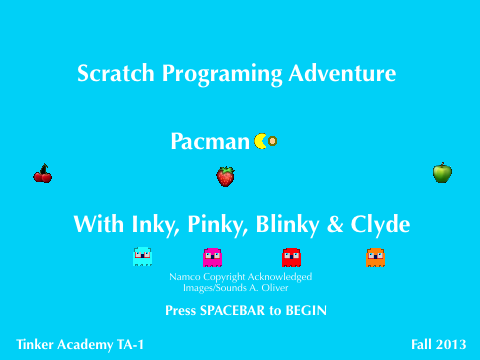 Scratch Programing Adventure
Pacman
With Inky, Pinky, Blinky & Clyde
Namco Copyright Acknowledged
Images/Sounds A. Oliver
Press SPACEBAR to BEGIN
Tinker Academy TA-1 Fall 2013